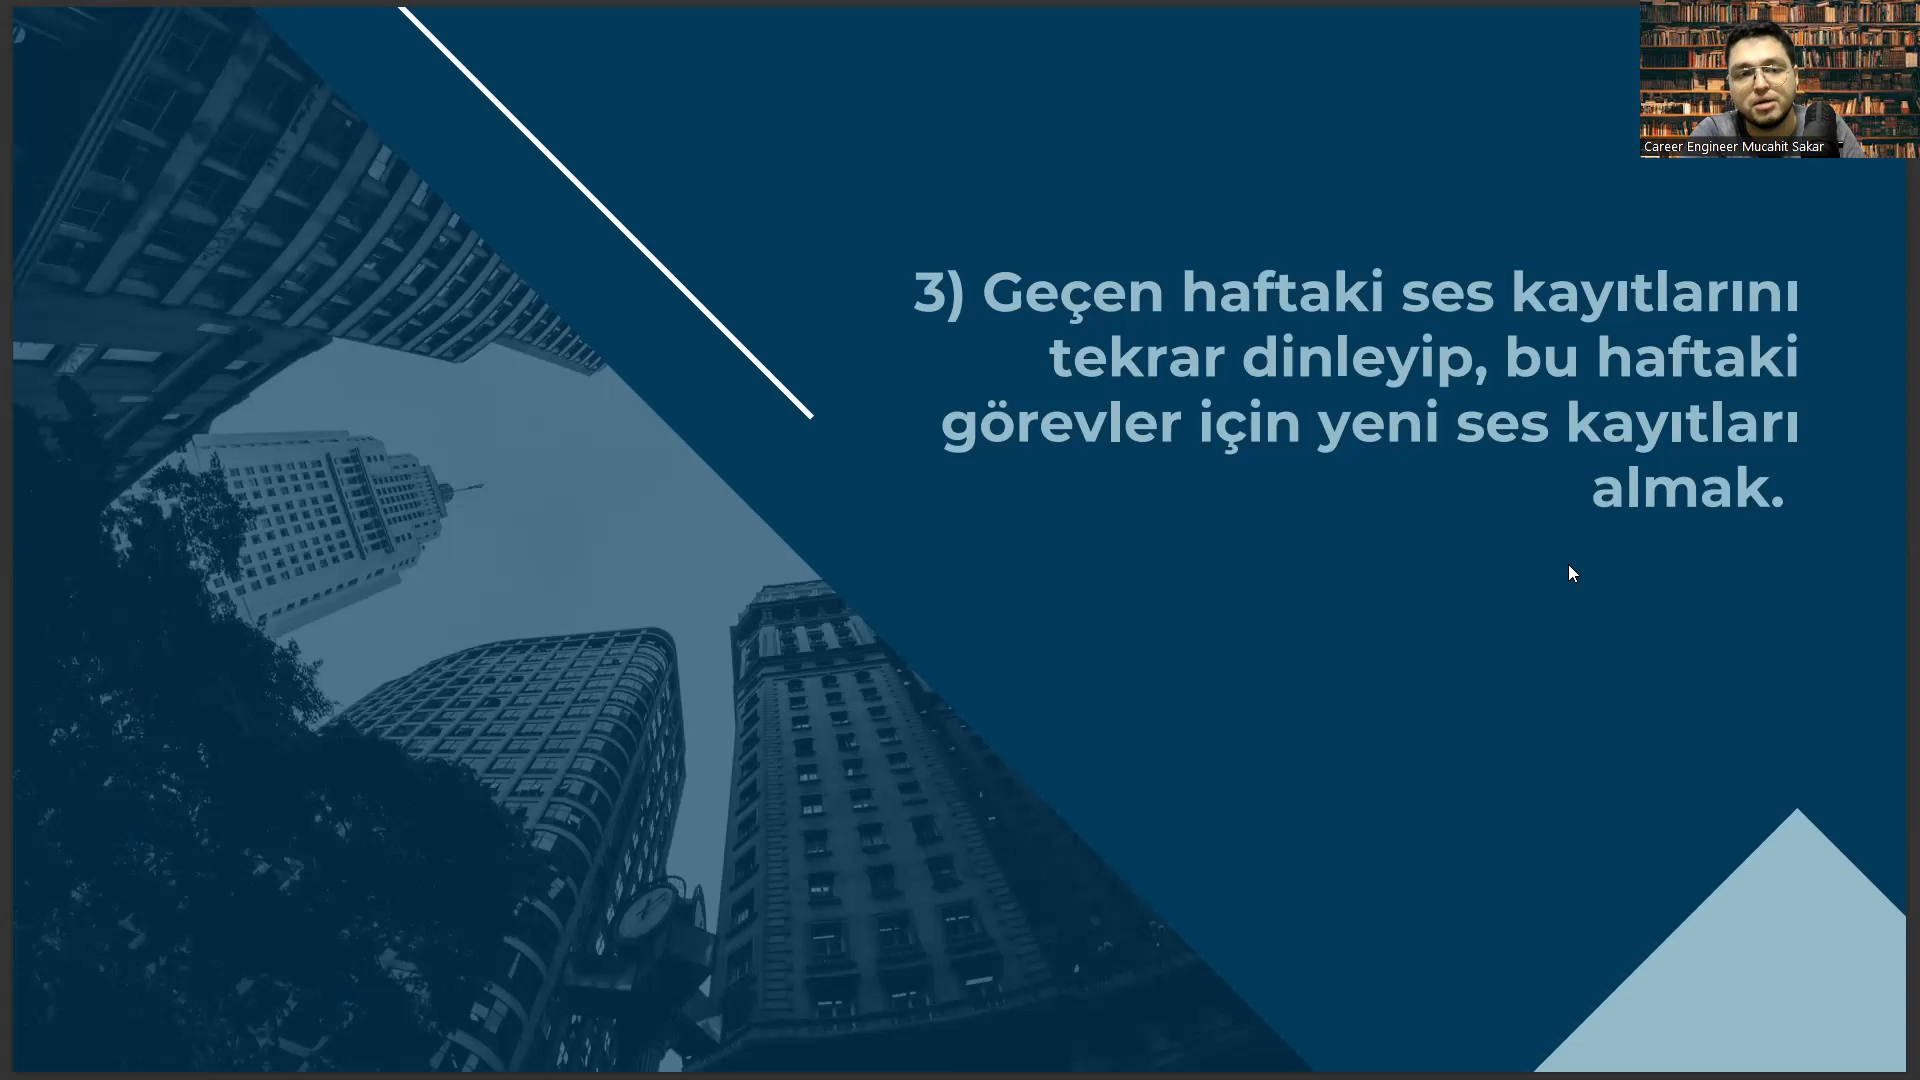 Career Engineer Mucahit Sakar
3) Geçen haftaki ses kayıtlarını
tekrar dinleyip, bu haftaki
görevler için yeni ses kayıtları
almak.